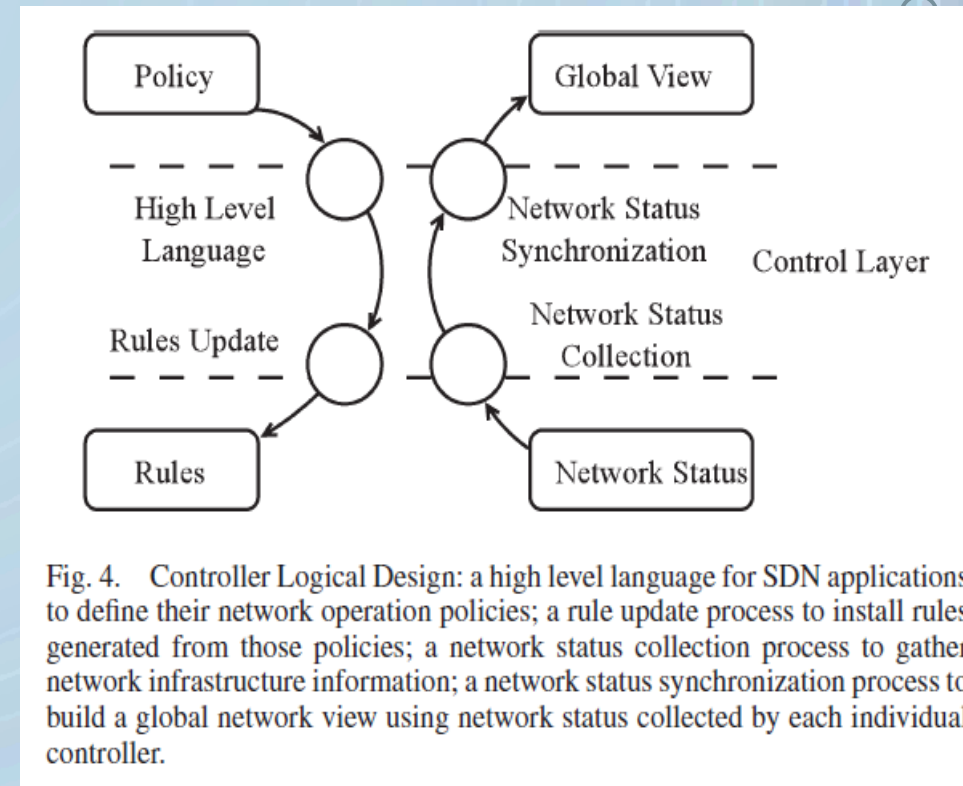 Policy
Global View
High Level
Language
Network Status
Synchronization
Control Layer
Rules Update
Network Status
Collection
Rules
Network Status
Fig. 4. Controller Logical Design: a high level language for SDN applications
to define their network operation policies; a rule update process to install rules
generated from those policies; a network status collection process to gather
network infrastructure information; a network status synchronization process to
build a global network view using network status collected by each individual
controller.